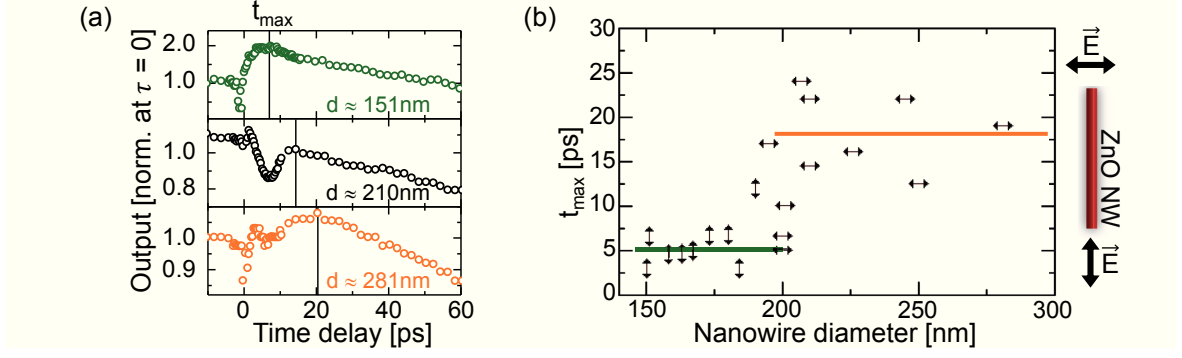 (a)
t_max
Output [norm. at τ = 0]
2.0
1.0
d ≈ 151nm
1.0
0.8
d ≈ 210nm
1.0
0.9
d ≈ 281nm
0 20 40 60
Time delay [ps]
(b)
t_max [ps]
30
25
20
15
10
5
0
150 200 250 300
Nanowire diameter [nm]
E⃗
ZnO NW
E⃗